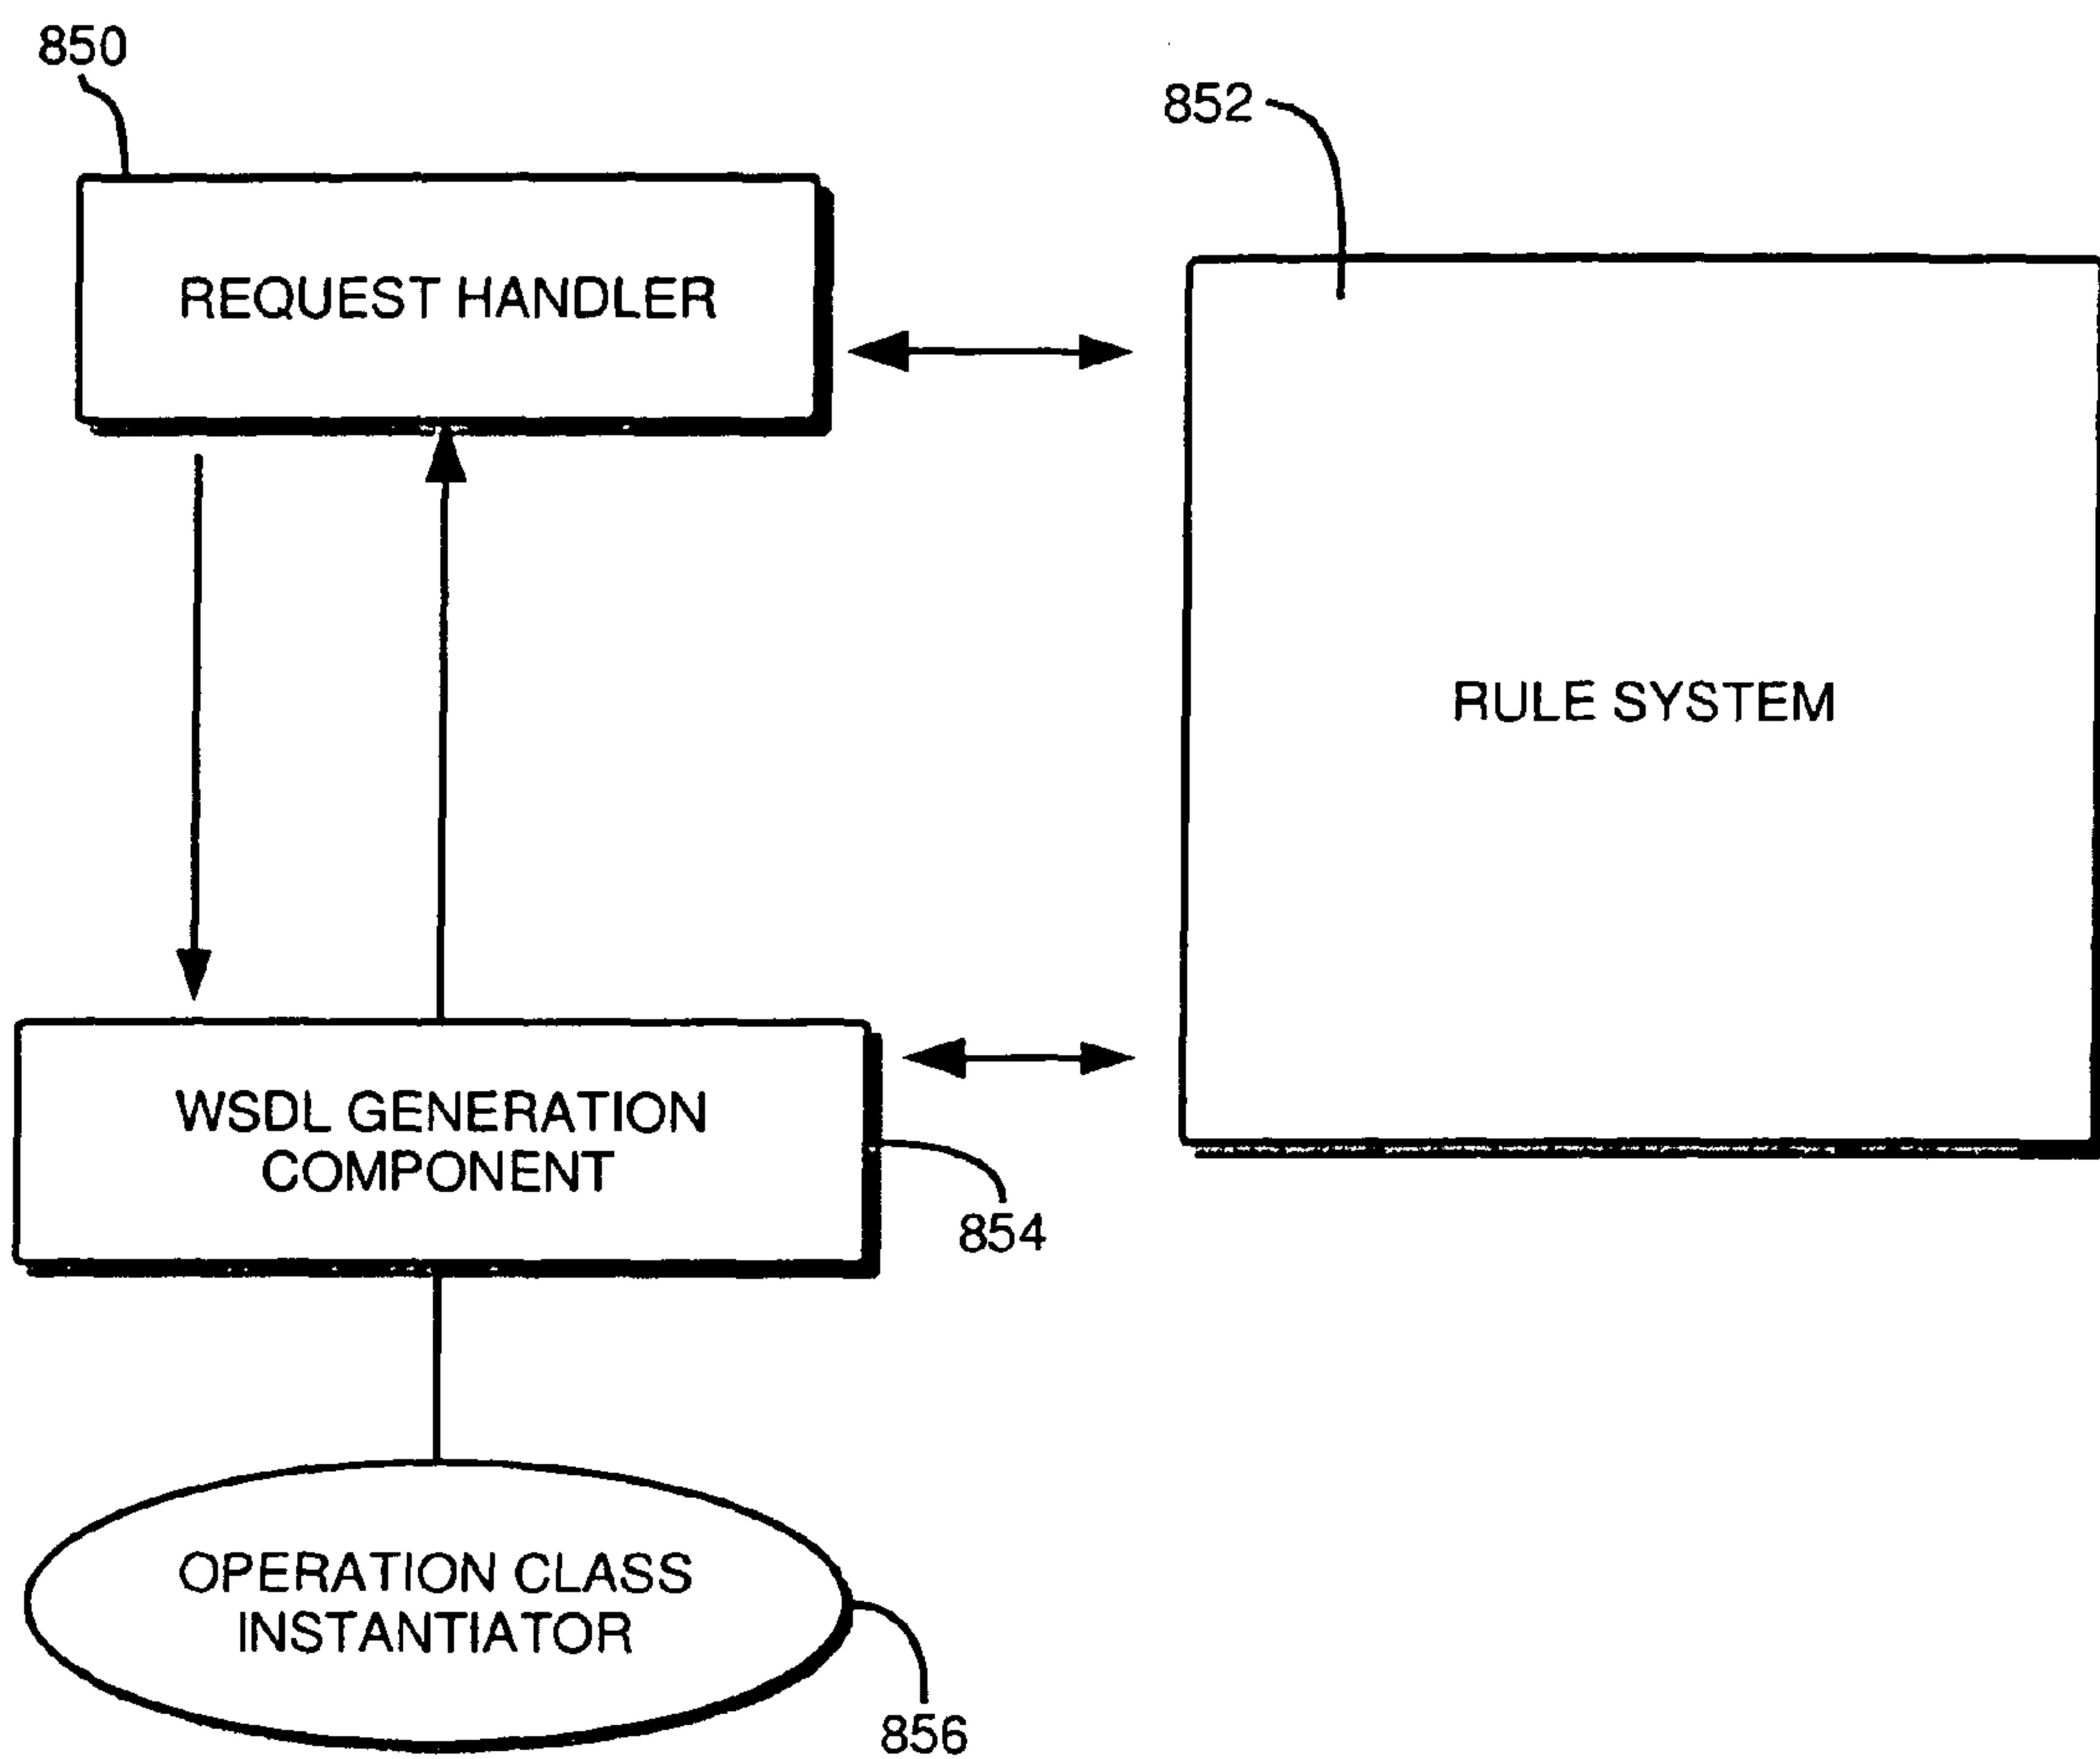 850
852
REQUEST HANDLER
RULE SYSTEM
WSDL GENERATION
COMPONENT
854
OPERATION CLASS
INSTANTIATOR
856